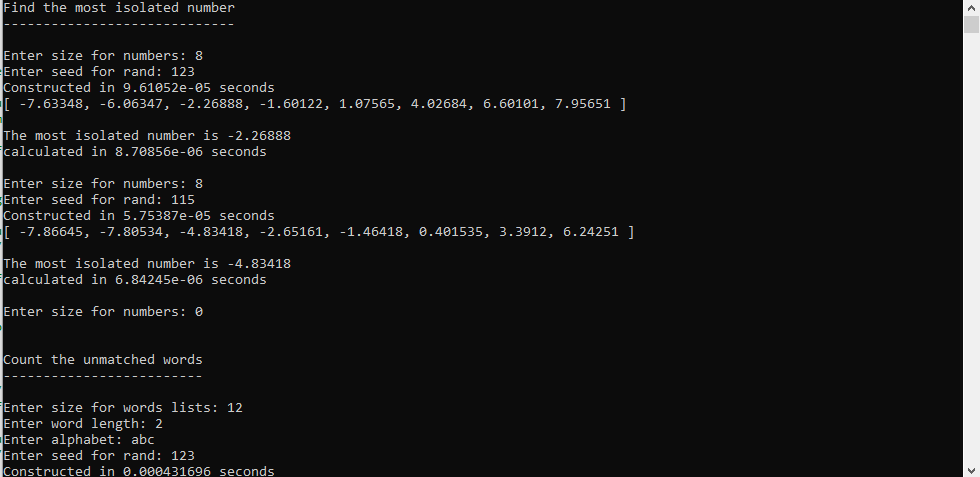 Find the most isolated number
-----------------------------
Enter size for numbers: 8
Enter seed for rand: 123
Constructed in 9.61052e-05 seconds
[ -7.63348, -6.06347, -2.26888, -1.60122, 1.07565, 4.02684, 6.60101, 7.95651 ]
The most isolated number is -2.26888
calculated in 8.70856e-06 seconds
Enter size for numbers: 8
Enter seed for rand: 115
Constructed in 5.75387e-05 seconds
[ -7.86645, -7.80534, -4.83418, -2.65161, -1.46418, 0.401535, 3.3912, 6.24251 ]
The most isolated number is -4.83418
calculated in 6.84245e-06 seconds
Enter size for numbers: 0
Count the unmatched words
-------------------------
Enter size for words lists: 12
Enter word length: 2
Enter alphabet: abc
Enter seed for rand: 123
Constructed in 0.000431696 seconds